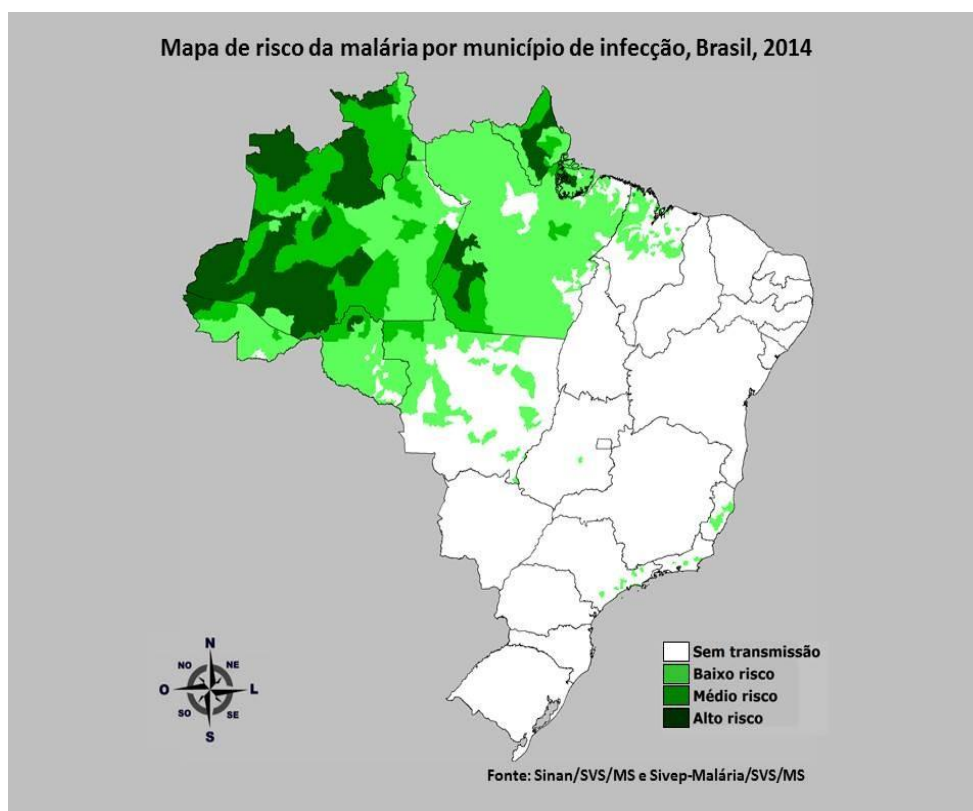 Mapa de risco da malária por município de infecção, Brasil, 2014
N
NO NE
O L
SO SE
S
Sem transmissão
Baixo risco
Médio risco
Alto risco
Fonte: Sinan/SVS/MS e Sivep-Malária/SVS/MS